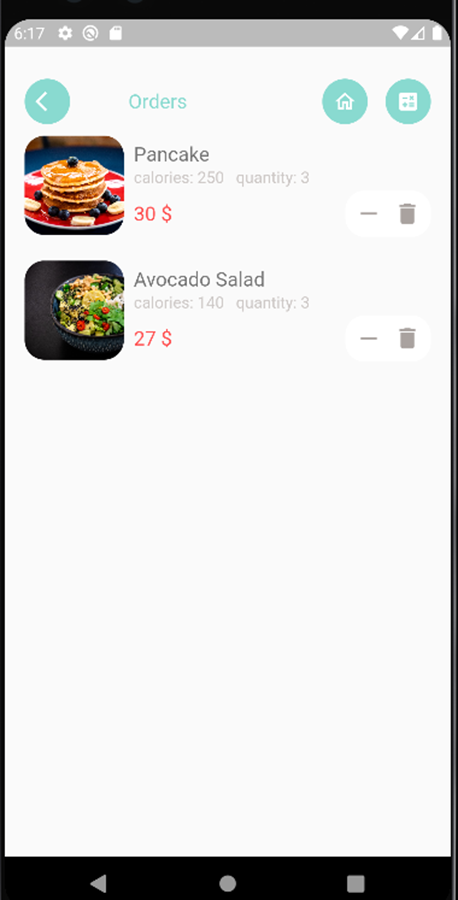 6:17
Orders
Pancake
calories: 250 quantity: 3
30 $
Avocado Salad
calories: 140 quantity: 3
27 $